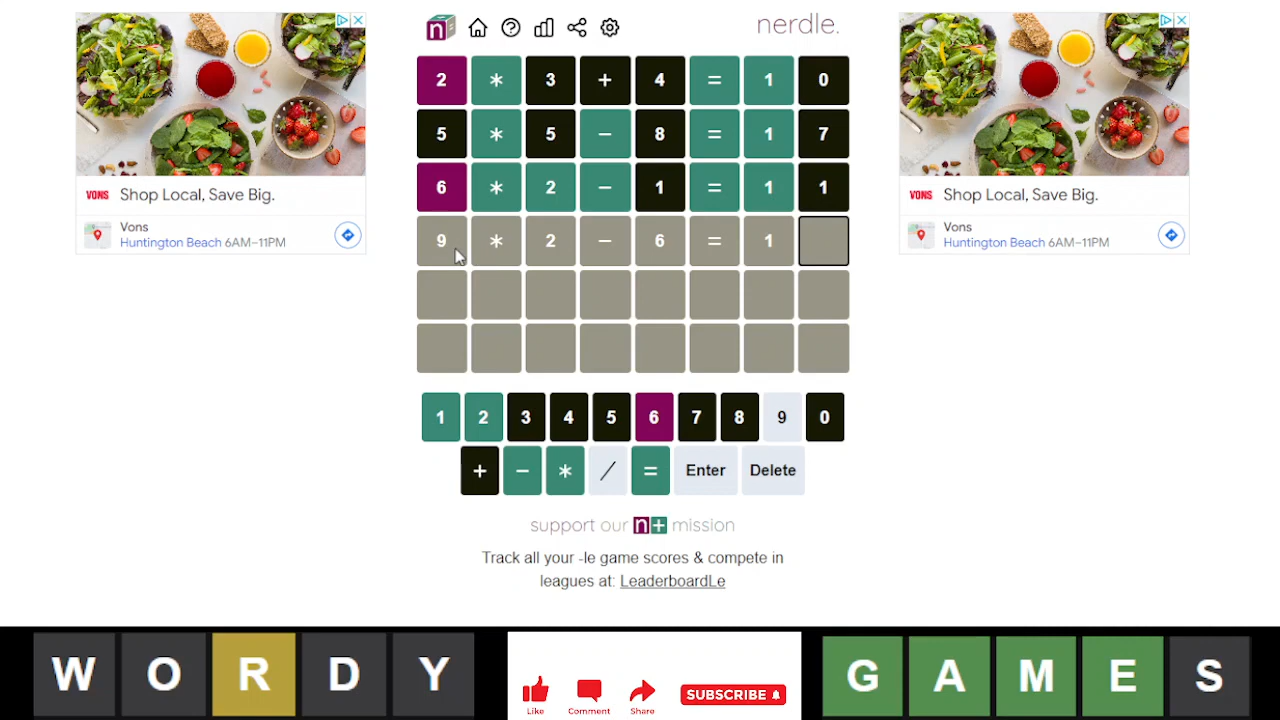 n
nerdle.
2 * 3 + 4 = 1 0
5 * 5 − 8 = 1 7
6 * 2 − 1 = 1 1
9 * 2 − 6 = 1
1 2 3 4 5 6 7 8 9 0
+ − * / = Enter Delete
support our n+ mission
Track all your -le game scores & compete in
leagues at: LeaderboardLe
VONS Shop Local, Save Big.
Vons
Huntington Beach 6AM–11PM
VONS Shop Local, Save Big.
Vons
Huntington Beach 6AM–11PM
W O R D Y
Like Comment Share SUBSCRIBE
G A M E S